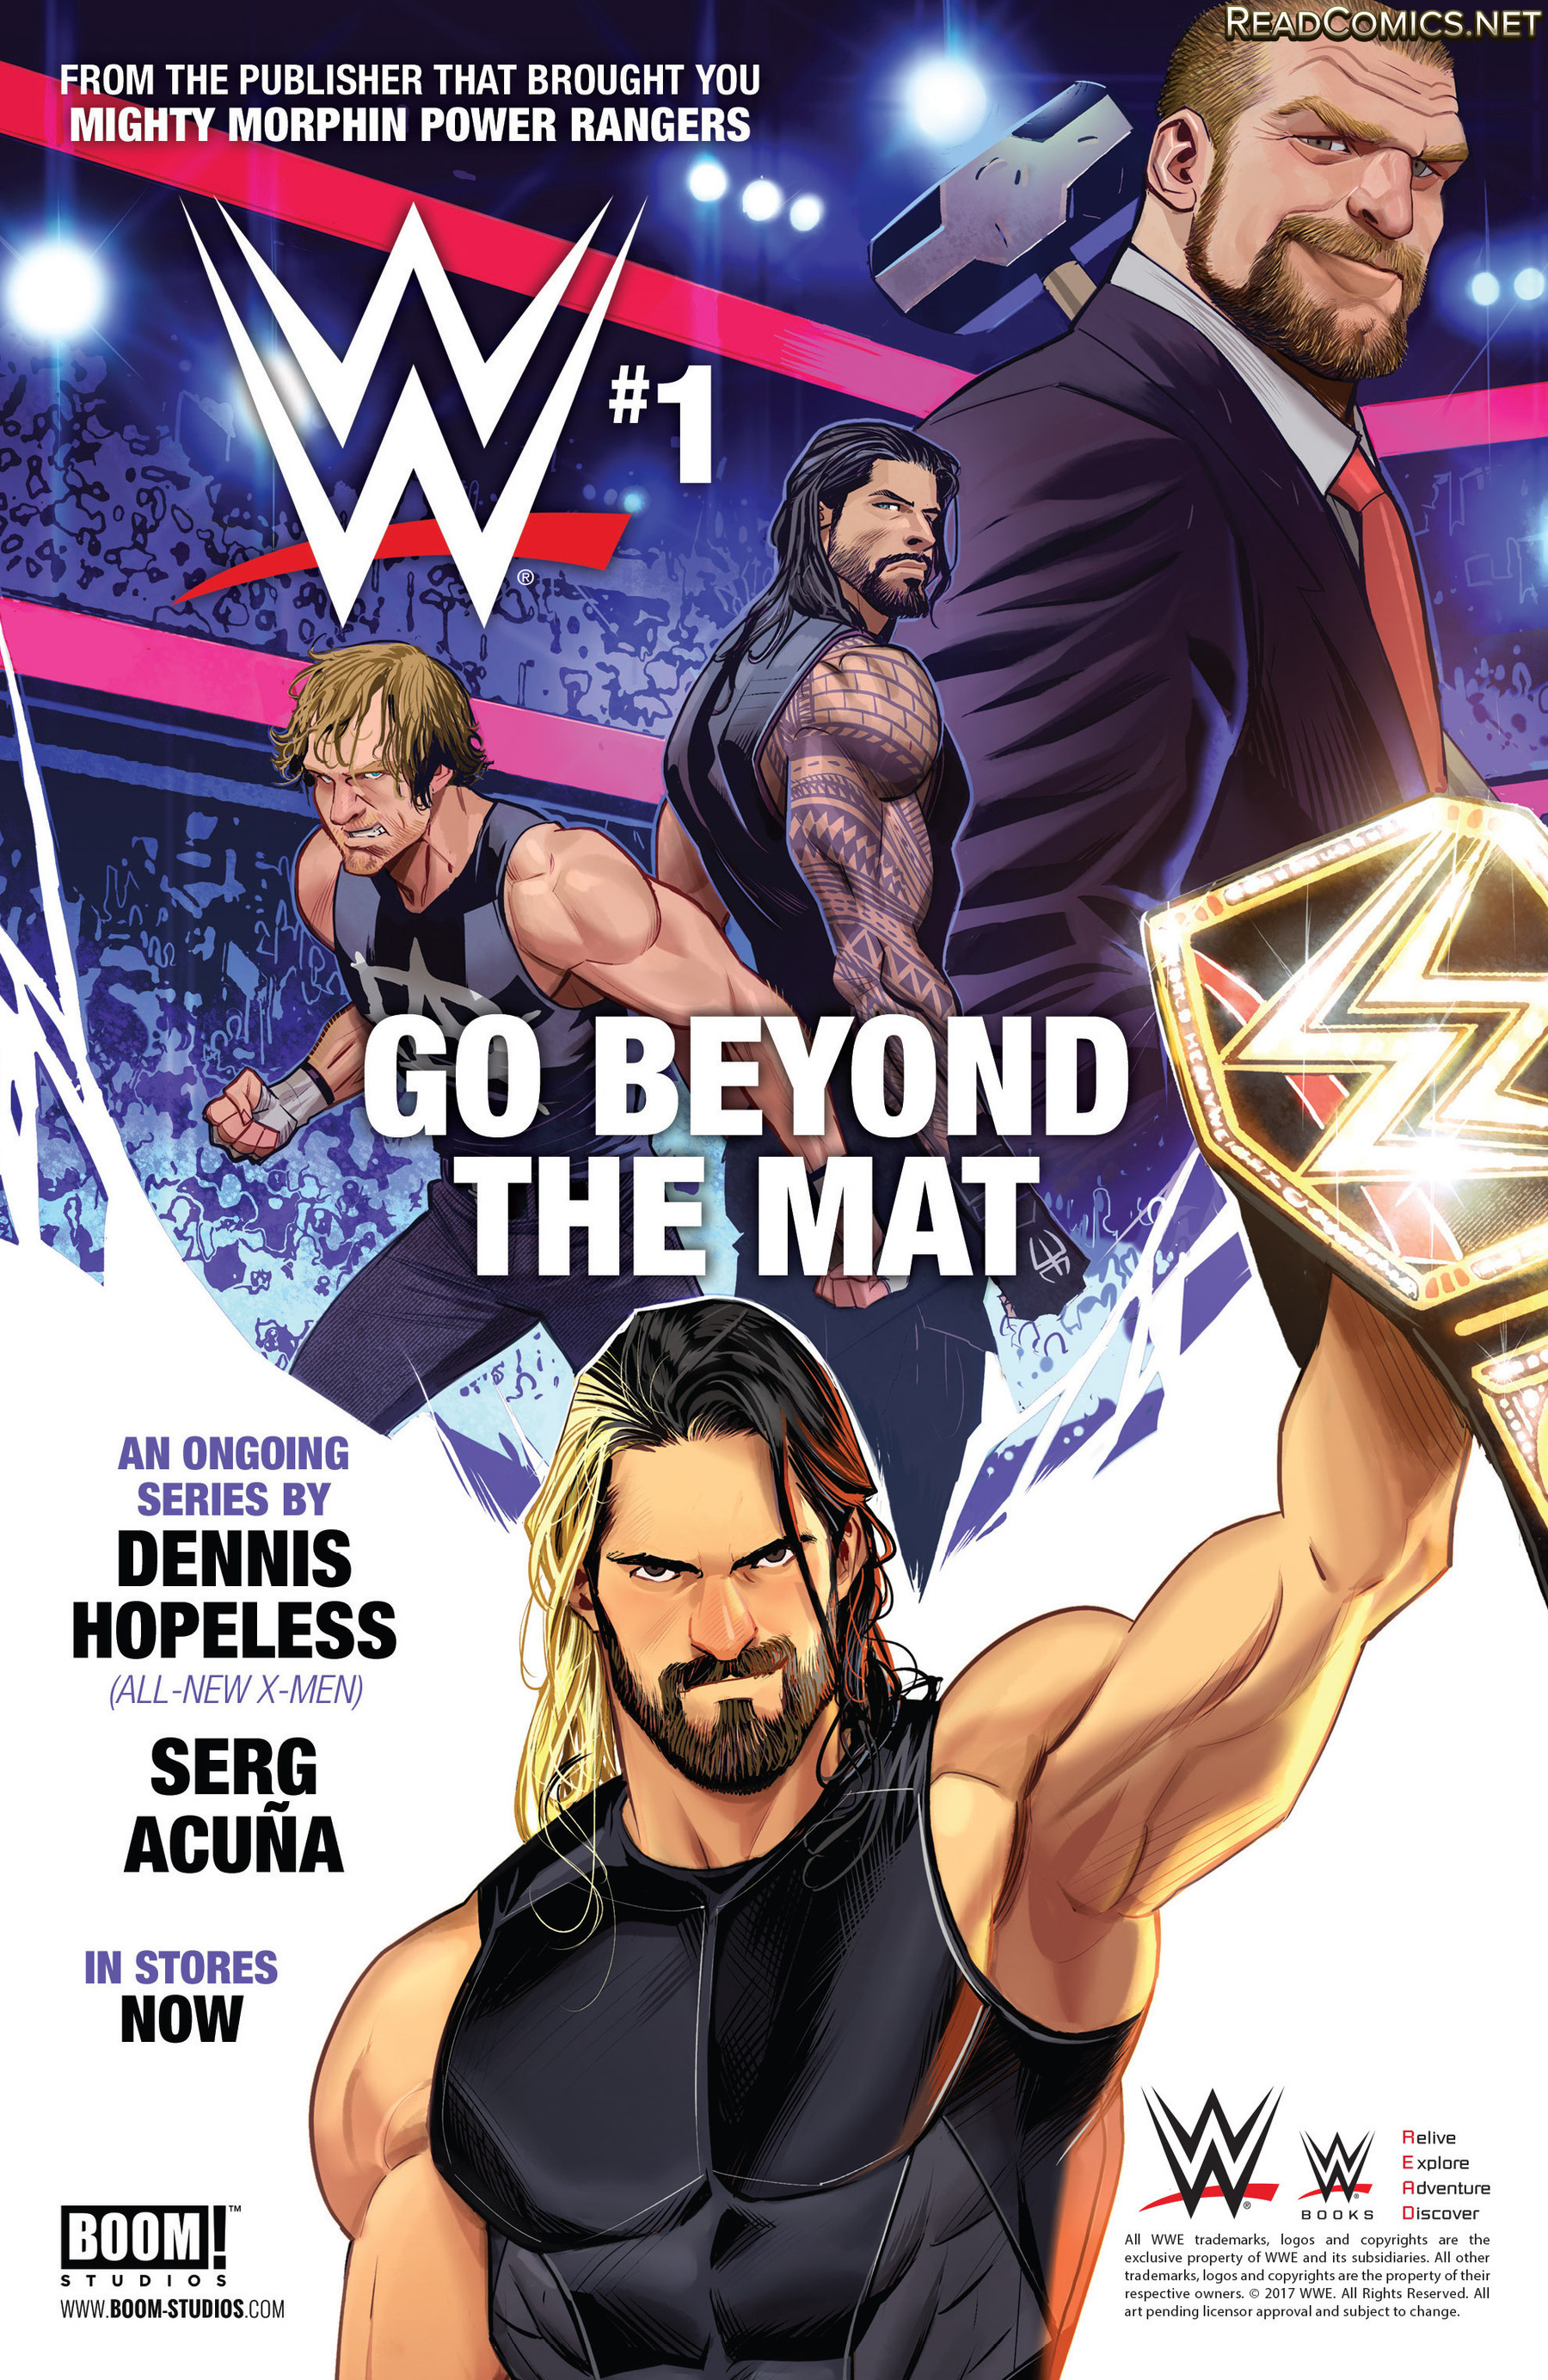 READCOMICS.NET
FROM THE PUBLISHER THAT BROUGHT YOU
MIGHTY MORPHIN POWER RANGERS
W
#1
®
GO BEYOND
THE MAT
AN ONGOING
SERIES BY
DENNIS
HOPELESS
(ALL-NEW X-MEN)
SERG
ACUÑA
IN STORES
NOW
BOOM!™
STUDIOS
WWW.BOOM-STUDIOS.COM
W®
W®
BOOKS
Relive
Explore
Adventure
Discover
All WWE trademarks, logos and copyrights are the
exclusive property of WWE and its subsidiaries. All other
trademarks, logos and copyrights are the property of their
respective owners. © 2017 WWE. All Rights Reserved. All
art pending licensor approval and subject to change.